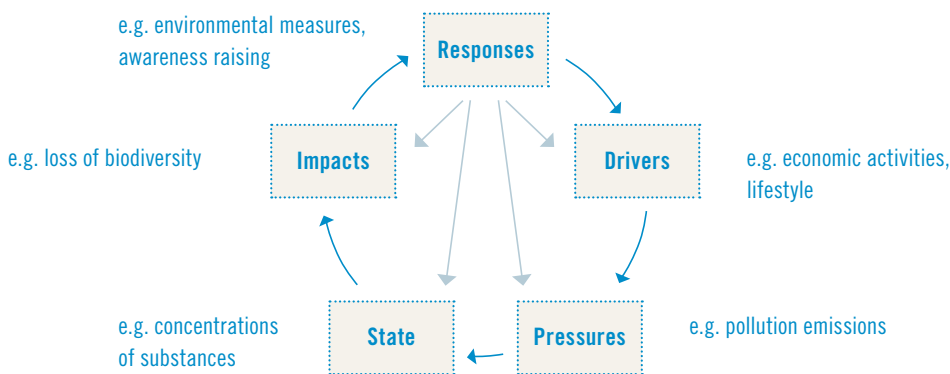 e.g. environmental measures,
awareness raising
Responses
e.g. loss of biodiversity
Impacts
Drivers
e.g. economic activities,
lifestyle
e.g. concentrations
of substances
State
Pressures
e.g. pollution emissions